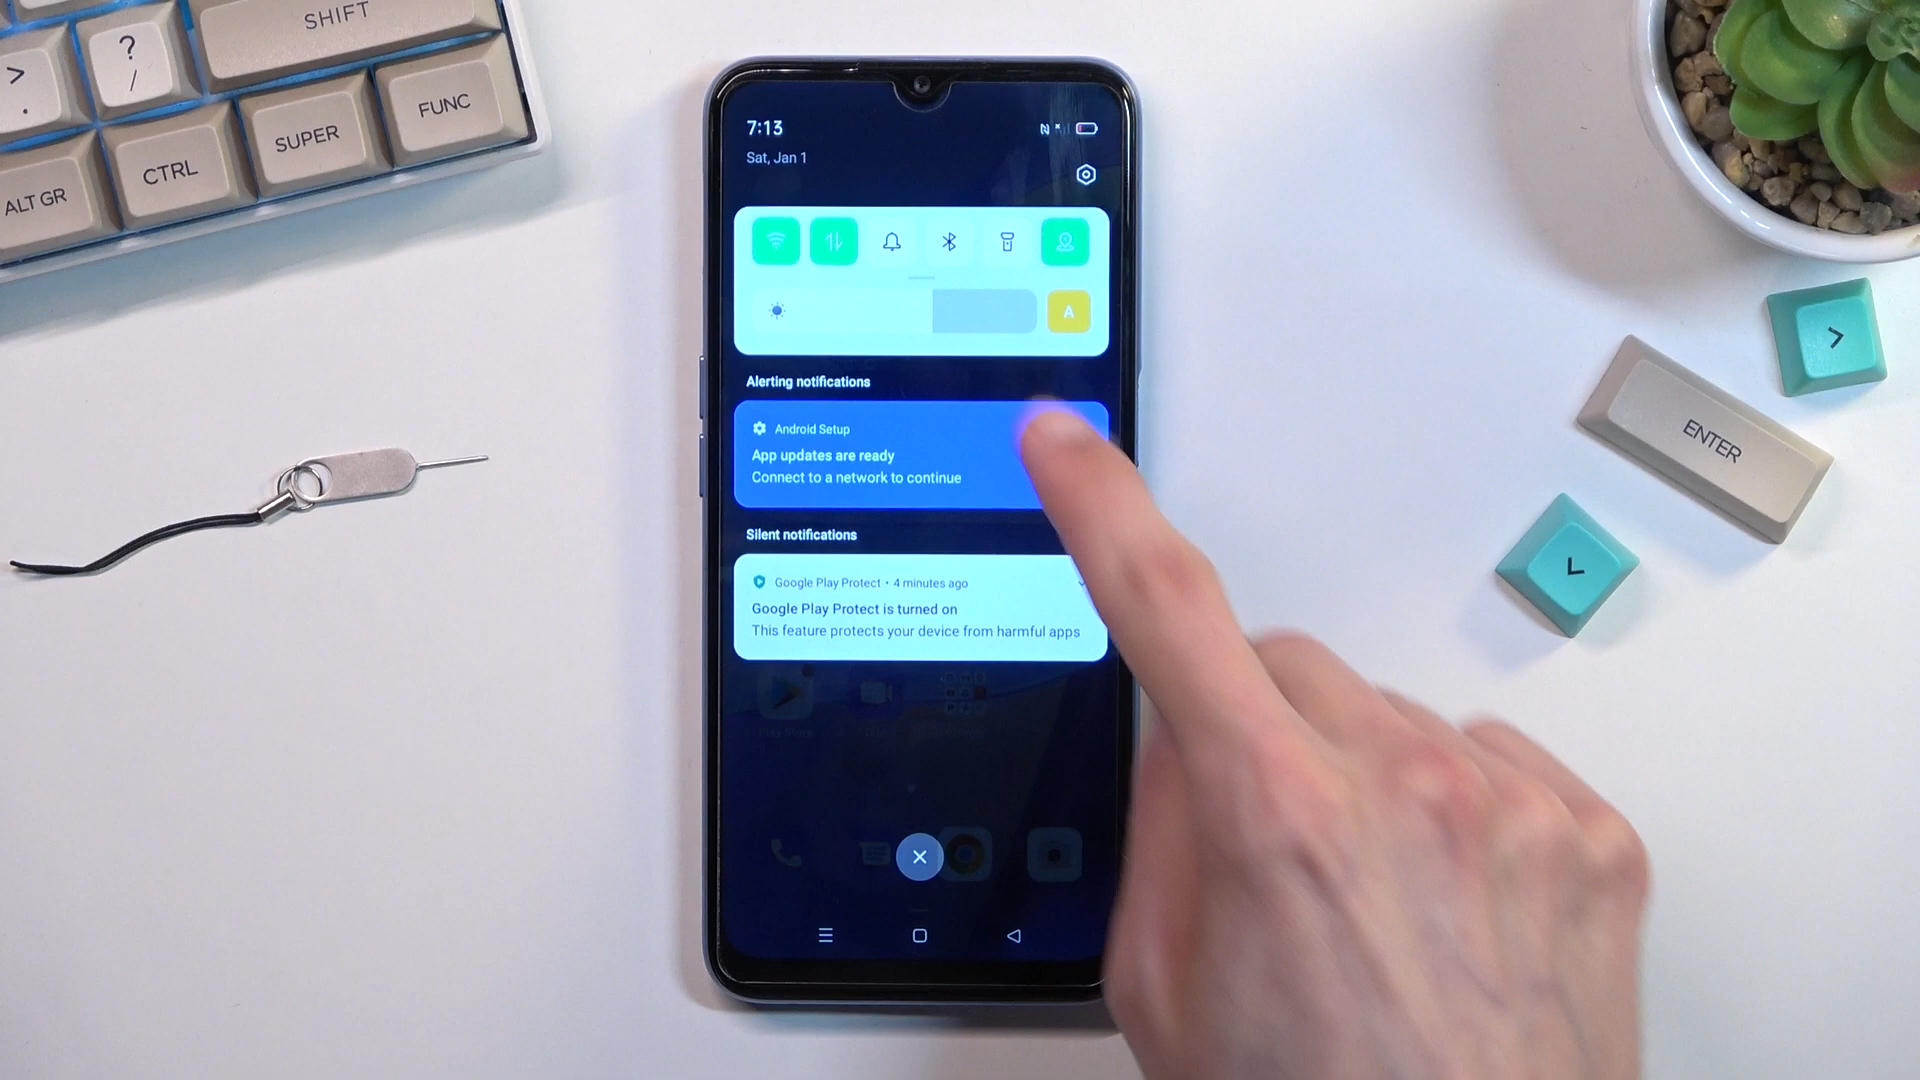 SHIFT
?
/
>
.
FUNC
SUPER
CTRL
ALT GR
7:13
Sat, Jan 1
A
Alerting notifications
Android Setup
App updates are ready
Connect to a network to continue
Silent notifications
Google Play Protect • 4 minutes ago
Google Play Protect is turned on
This feature protects your device from harmful apps
Play Store
>
ENTER
<